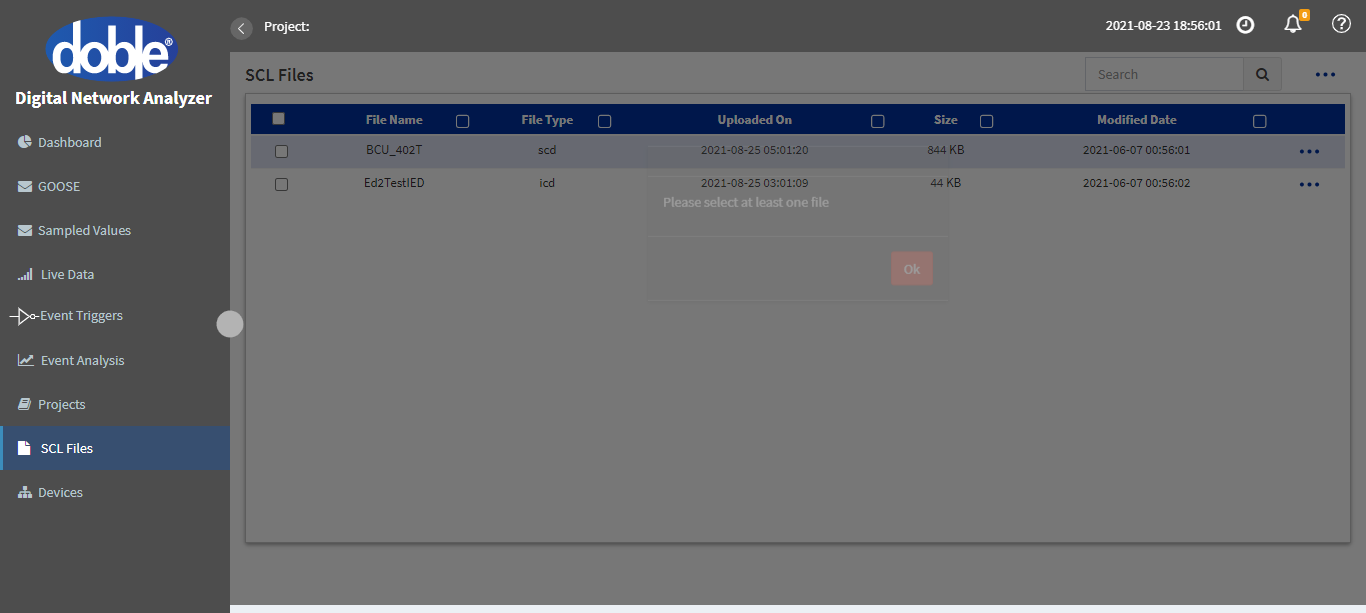 doble®
Digital Network Analyzer
Dashboard
GOOSE
Sampled Values
Live Data
Event Triggers
Event Analysis
Projects
SCL Files
Devices
Project:
2021-08-23 18:56:01
0
SCL Files
Search
File Name File Type Uploaded On Size Modified Date
BCU_402T scd 2021-08-25 05:01:20 844 KB 2021-06-07 00:56:01
Ed2TestIED icd 2021-08-25 03:01:09 44 KB 2021-06-07 00:56:02
Please select at least one file
Ok